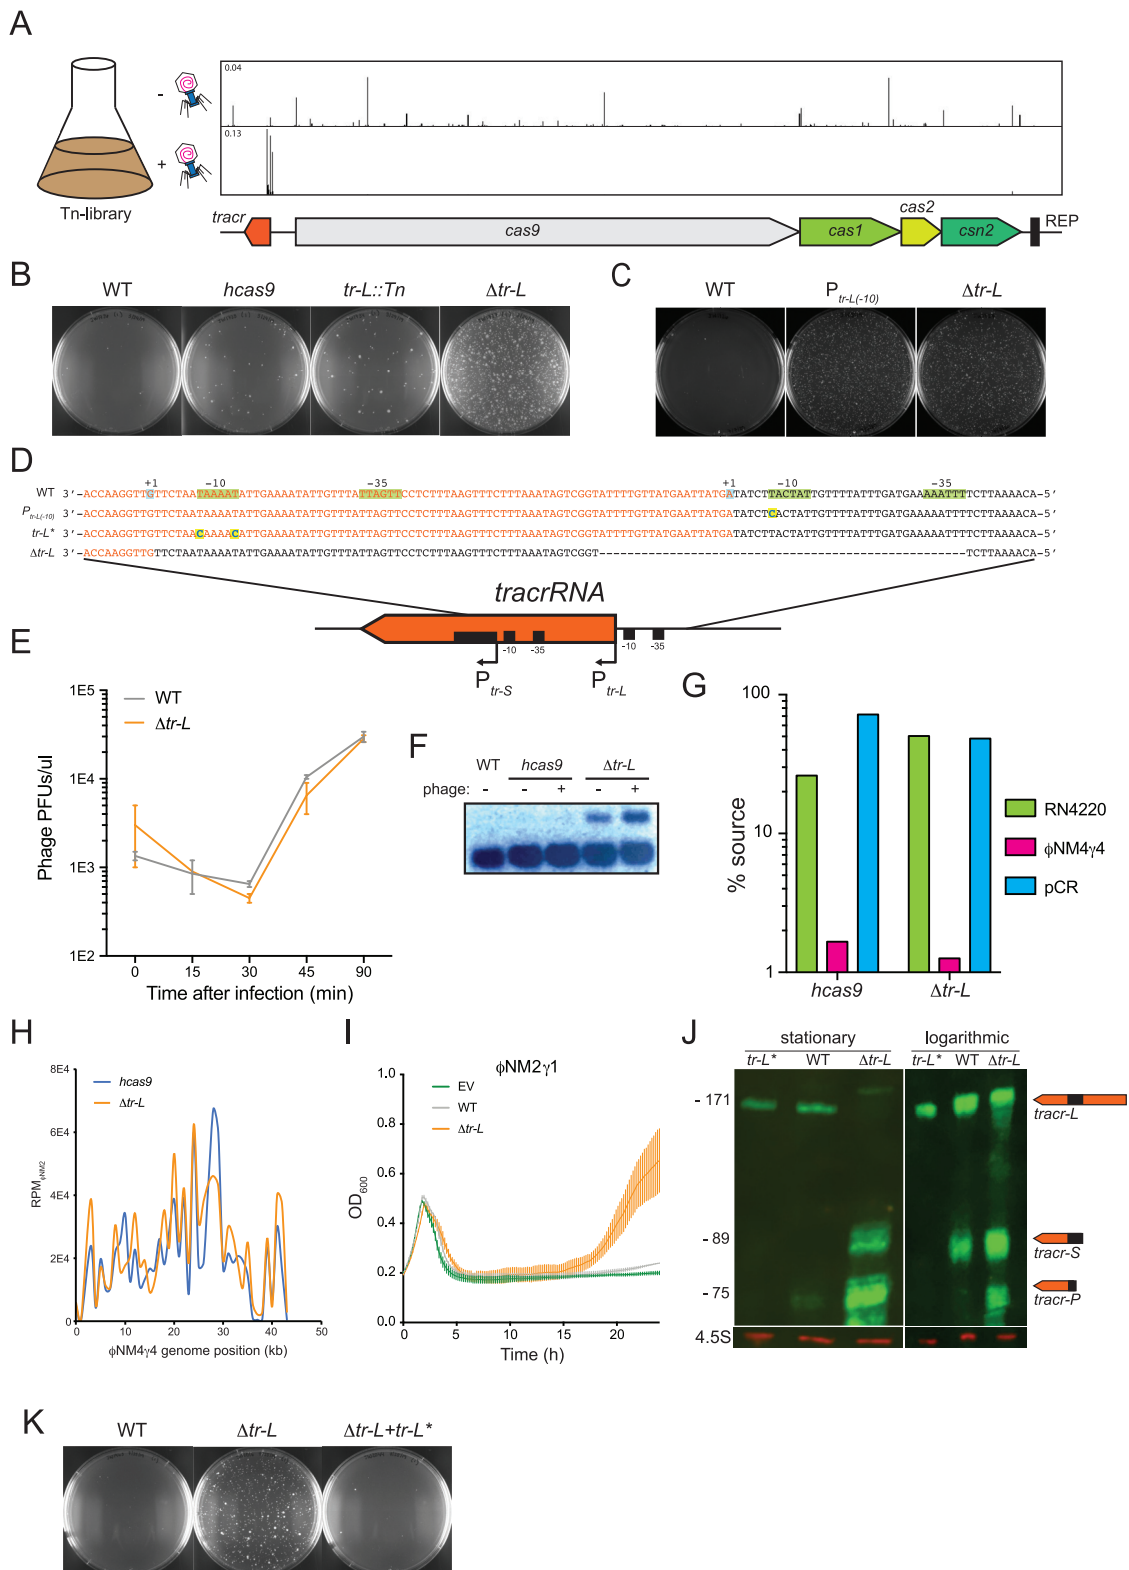 A
0.04
-
0.13
+
Tn-library
tracr
cas9
cas1
cas2
csn2
REP
B
WT
hcas9
tr-L::Tn
Δtr-L
C
WT
Ptr-L(-10)
Δtr-L
D
+1 -10 -35 +1 -10 -35
WT 3'-ACCAAGGTTGTTCTAATAAAATATTGAAAATATTGTTTATTAGTTCCTCTTTAAGTTTCTTTAAATAGTCGGTATTTTGTTATGAATTATGATATCTTACTATTGTTTTATTTGATGAAAAATTTTCTTAAAACA-5'
Ptr-L(-10) 3'-ACCAAGGTTGTTCTAATAAAATATTGAAAATATTGTTTATTAGTTCCTCTTTAAGTTTCTTTAAATAGTCGGTATTTTGTTATGAATTATGATATCTCACTATTGTTTTATTTGATGAAAAATTTTCTTAAAACA-5'
tr-L* 3'-ACCAAGGTTGTTCTAACAAAACATTGAAAATATTGTTTATTAGTTCCTCTTTAAGTTTCTTTAAATAGTCGGTATTTTGTTATGAATTATGATATCTTACTATTGTTTTATTTGATGAAAAATTTTCTTAAAACA-5'
Δtr-L 3'-ACCAAGGTTGTTCTAATAAAATATTGAAAATATTGTTTATTAGTTCCTCTTTAAGTTTCTTTAAATAGTCGGT-------------------------------------------------------------TCTTAAAACA-5'
tracrRNA
-10
-35
-10
-35
Ptr-S
Ptr-L
E
WT
Δtr-L
Phage PFUs/ul
1E5
1E4
1E3
1E2
0 15 30 45 90
Time after infection (min)
F
WT hcas9 Δtr-L
phage: - - + - +
G
% source
100
10
1
hcas9
Δtr-L
RN4220
ϕNM4γ4
pCR
H
hcas9
Δtr-L
RPMϕNM2
8E4
6E4
4E4
2E4
0
0 10 20 30 40 50
ϕNM4γ4 genome position (kb)
I
ϕNM2γ1
EV
WT
Δtr-L
OD600
1.0
0.8
0.6
0.4
0.2
0.0
0 5 10 15 20
Time (h)
J
stationary logarithmic
tr-L* WT Δtr-L tr-L* WT Δtr-L
- 171
- 89
- 75
4.5S
tracr-L
tracr-S
tracr-P
K
WT
Δtr-L
Δtr-L+tr-L*